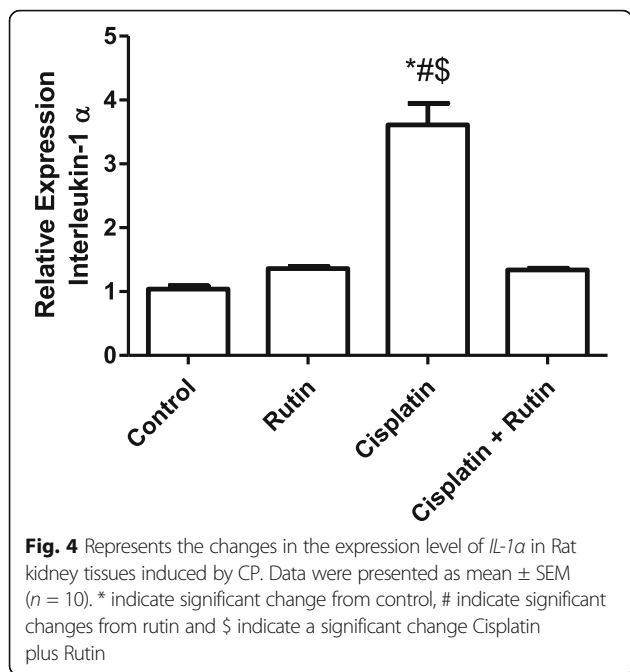 5
4
3
2
1
0
Relative Expression
Interleukin-1 α
*#$
Control
Rutin
Cisplatin
Cisplatin + Rutin
Fig. 4 Represents the changes in the expression level of IL-1α in Rat
kidney tissues induced by CP. Data were presented as mean ± SEM
(n = 10). * indicate significant change from control, # indicate significant
changes from rutin and $ indicate a significant change Cisplatin
plus Rutin